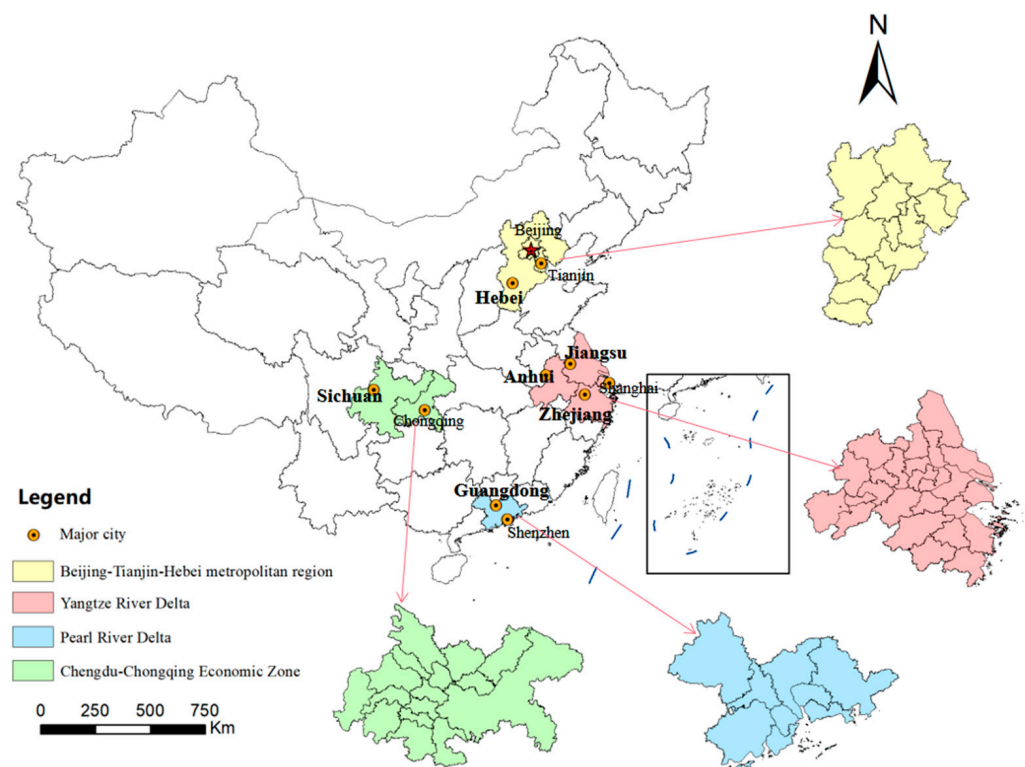 N
Beijing
Tianjin
Hebei
Jiangsu
Anhui
Shanghai
Sichuan
Zhejiang
Chongqing
Guangdong
Shenzhen
Legend
Major city
Beijing-Tianjin-Hebei metropolitan region
Yangtze River Delta
Pearl River Delta
Chengdu-Chongqing Economic Zone
0 250 500 750
Km